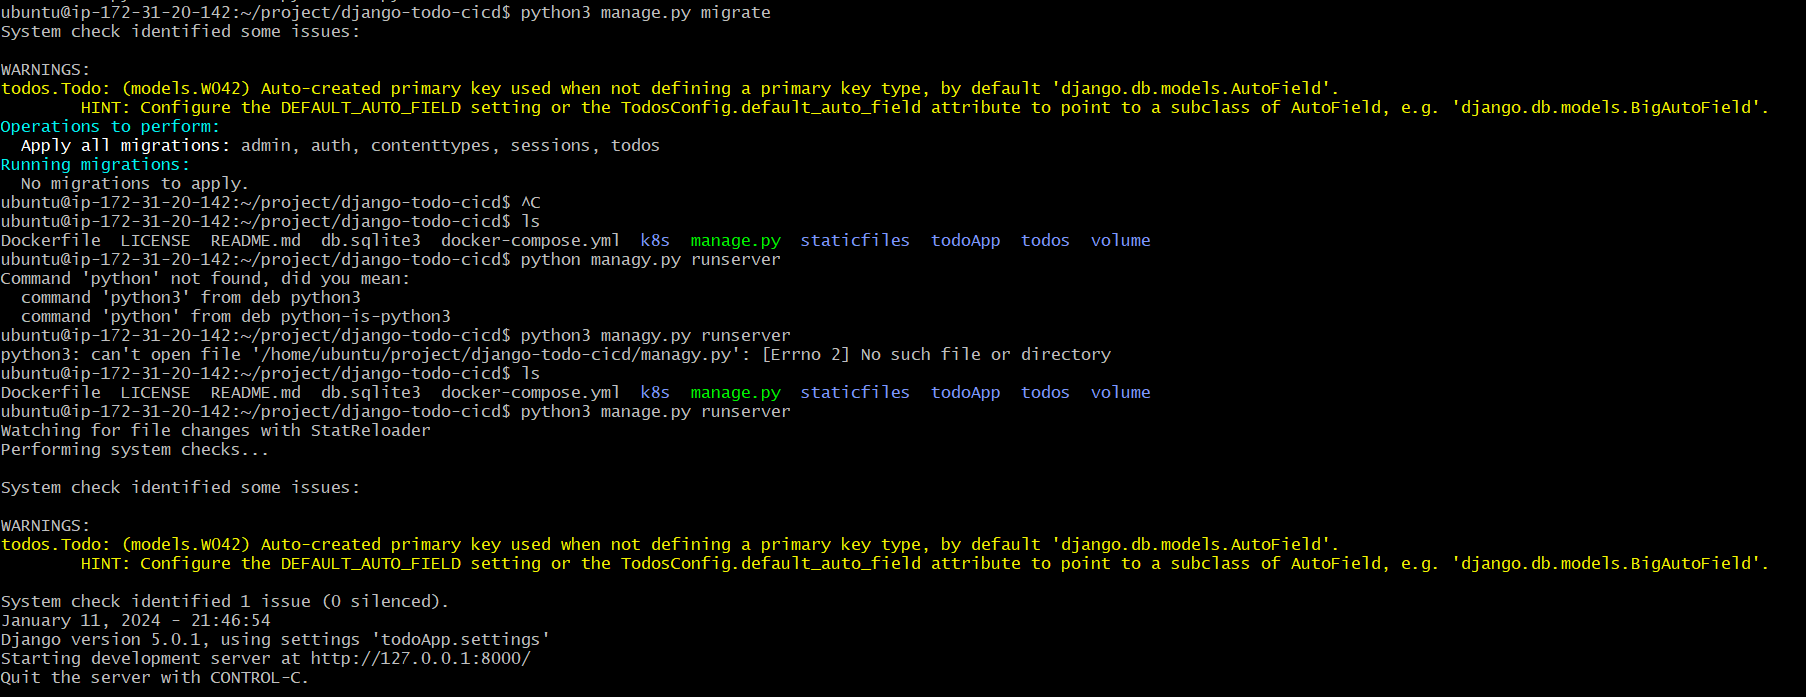 ubuntu@ip-172-31-20-142:~/project/django-todo-cicd$ python3 manage.py migrate
System check identified some issues:

WARNINGS:
todos.Todo: (models.W042) Auto-created primary key used when not defining a primary key type, by default 'django.db.models.AutoField'.
        HINT: Configure the DEFAULT_AUTO_FIELD setting or the TodosConfig.default_auto_field attribute to point to a subclass of AutoField, e.g. 'django.db.models.BigAutoField'.
Operations to perform:
  Apply all migrations: admin, auth, contenttypes, sessions, todos
Running migrations:
  No migrations to apply.
ubuntu@ip-172-31-20-142:~/project/django-todo-cicd$ ^C
ubuntu@ip-172-31-20-142:~/project/django-todo-cicd$ ls
Dockerfile  LICENSE  README.md  db.sqlite3  docker-compose.yml  k8s  manage.py  staticfiles  todoApp  todos  volume
ubuntu@ip-172-31-20-142:~/project/django-todo-cicd$ python managy.py runserver
Command 'python' not found, did you mean:
  command 'python3' from deb python3
  command 'python' from deb python-is-python3
ubuntu@ip-172-31-20-142:~/project/django-todo-cicd$ python3 managy.py runserver
python3: can't open file '/home/ubuntu/project/django-todo-cicd/managy.py': [Errno 2] No such file or directory
ubuntu@ip-172-31-20-142:~/project/django-todo-cicd$ ls
Dockerfile  LICENSE  README.md  db.sqlite3  docker-compose.yml  k8s  manage.py  staticfiles  todoApp  todos  volume
ubuntu@ip-172-31-20-142:~/project/django-todo-cicd$ python3 manage.py runserver
Watching for file changes with StatReloader
Performing system checks...

System check identified some issues:

WARNINGS:
todos.Todo: (models.W042) Auto-created primary key used when not defining a primary key type, by default 'django.db.models.AutoField'.
        HINT: Configure the DEFAULT_AUTO_FIELD setting or the TodosConfig.default_auto_field attribute to point to a subclass of AutoField, e.g. 'django.db.models.BigAutoField'.

System check identified 1 issue (0 silenced).
January 11, 2024 - 21:46:54
Django version 5.0.1, using settings 'todoApp.settings'
Starting development server at http://127.0.0.1:8000/
Quit the server with CONTROL-C.